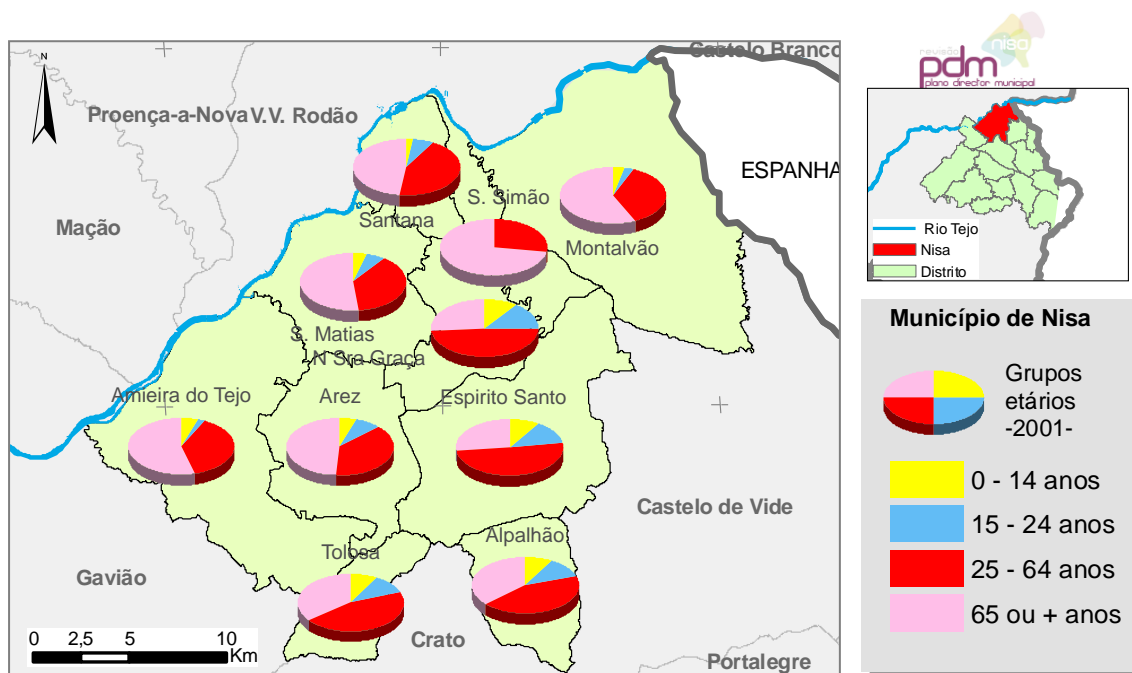 revisão
nisa
pdm
plano director municipal
N
Castelo Branco
Proença-a-Nova
V.V. Rodão
ESPANHA
Mação
S. Simão
Santana
Montalvão
S. Matias
N Sra Graça
Amieira do Tejo
Arez
Espirito Santo
Castelo de Vide
Alpalhão
Tolosa
Gavião
Crato
Portalegre
0 2,5 5 10
Km
Rio Tejo
Nisa
Distrito
Município de Nisa
Grupos
etários
-2001-
0 - 14 anos
15 - 24 anos
25 - 64 anos
65 ou + anos